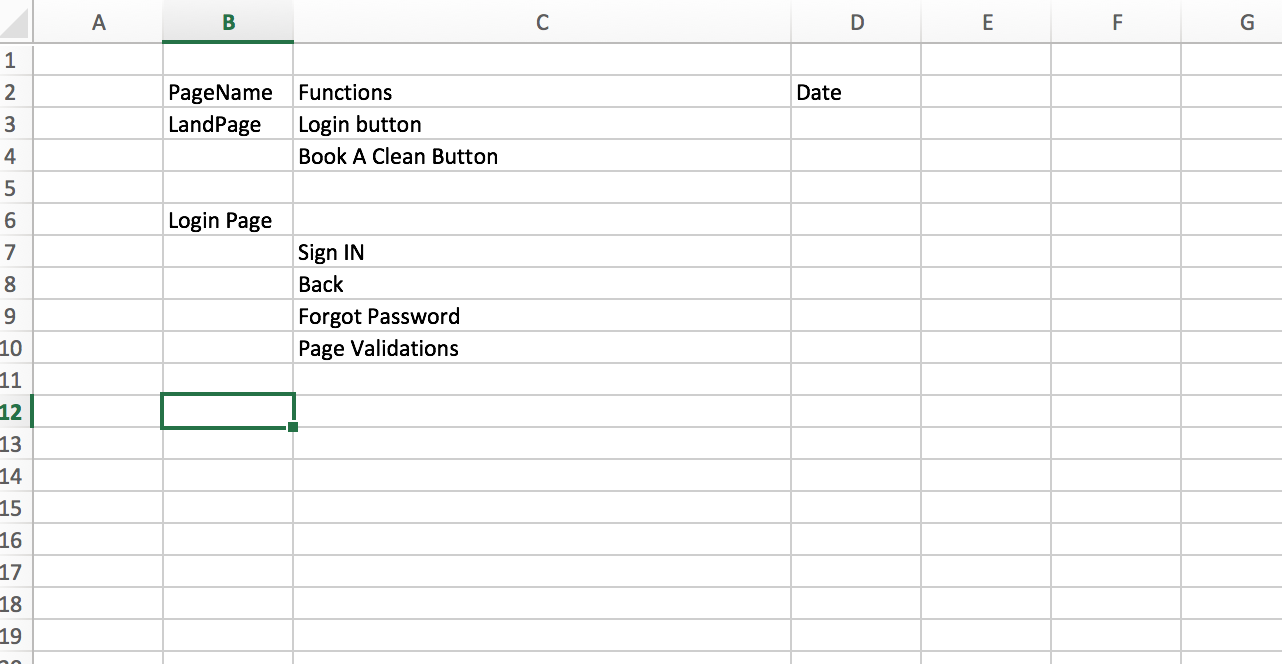 A B C D E F G
1
2 PageName Functions Date
3 LandPage Login button
4 Book A Clean Button
5
6 Login Page
7 Sign IN
8 Back
9 Forgot Password
10 Page Validations
11
12
13
14
15
16
17
18
19